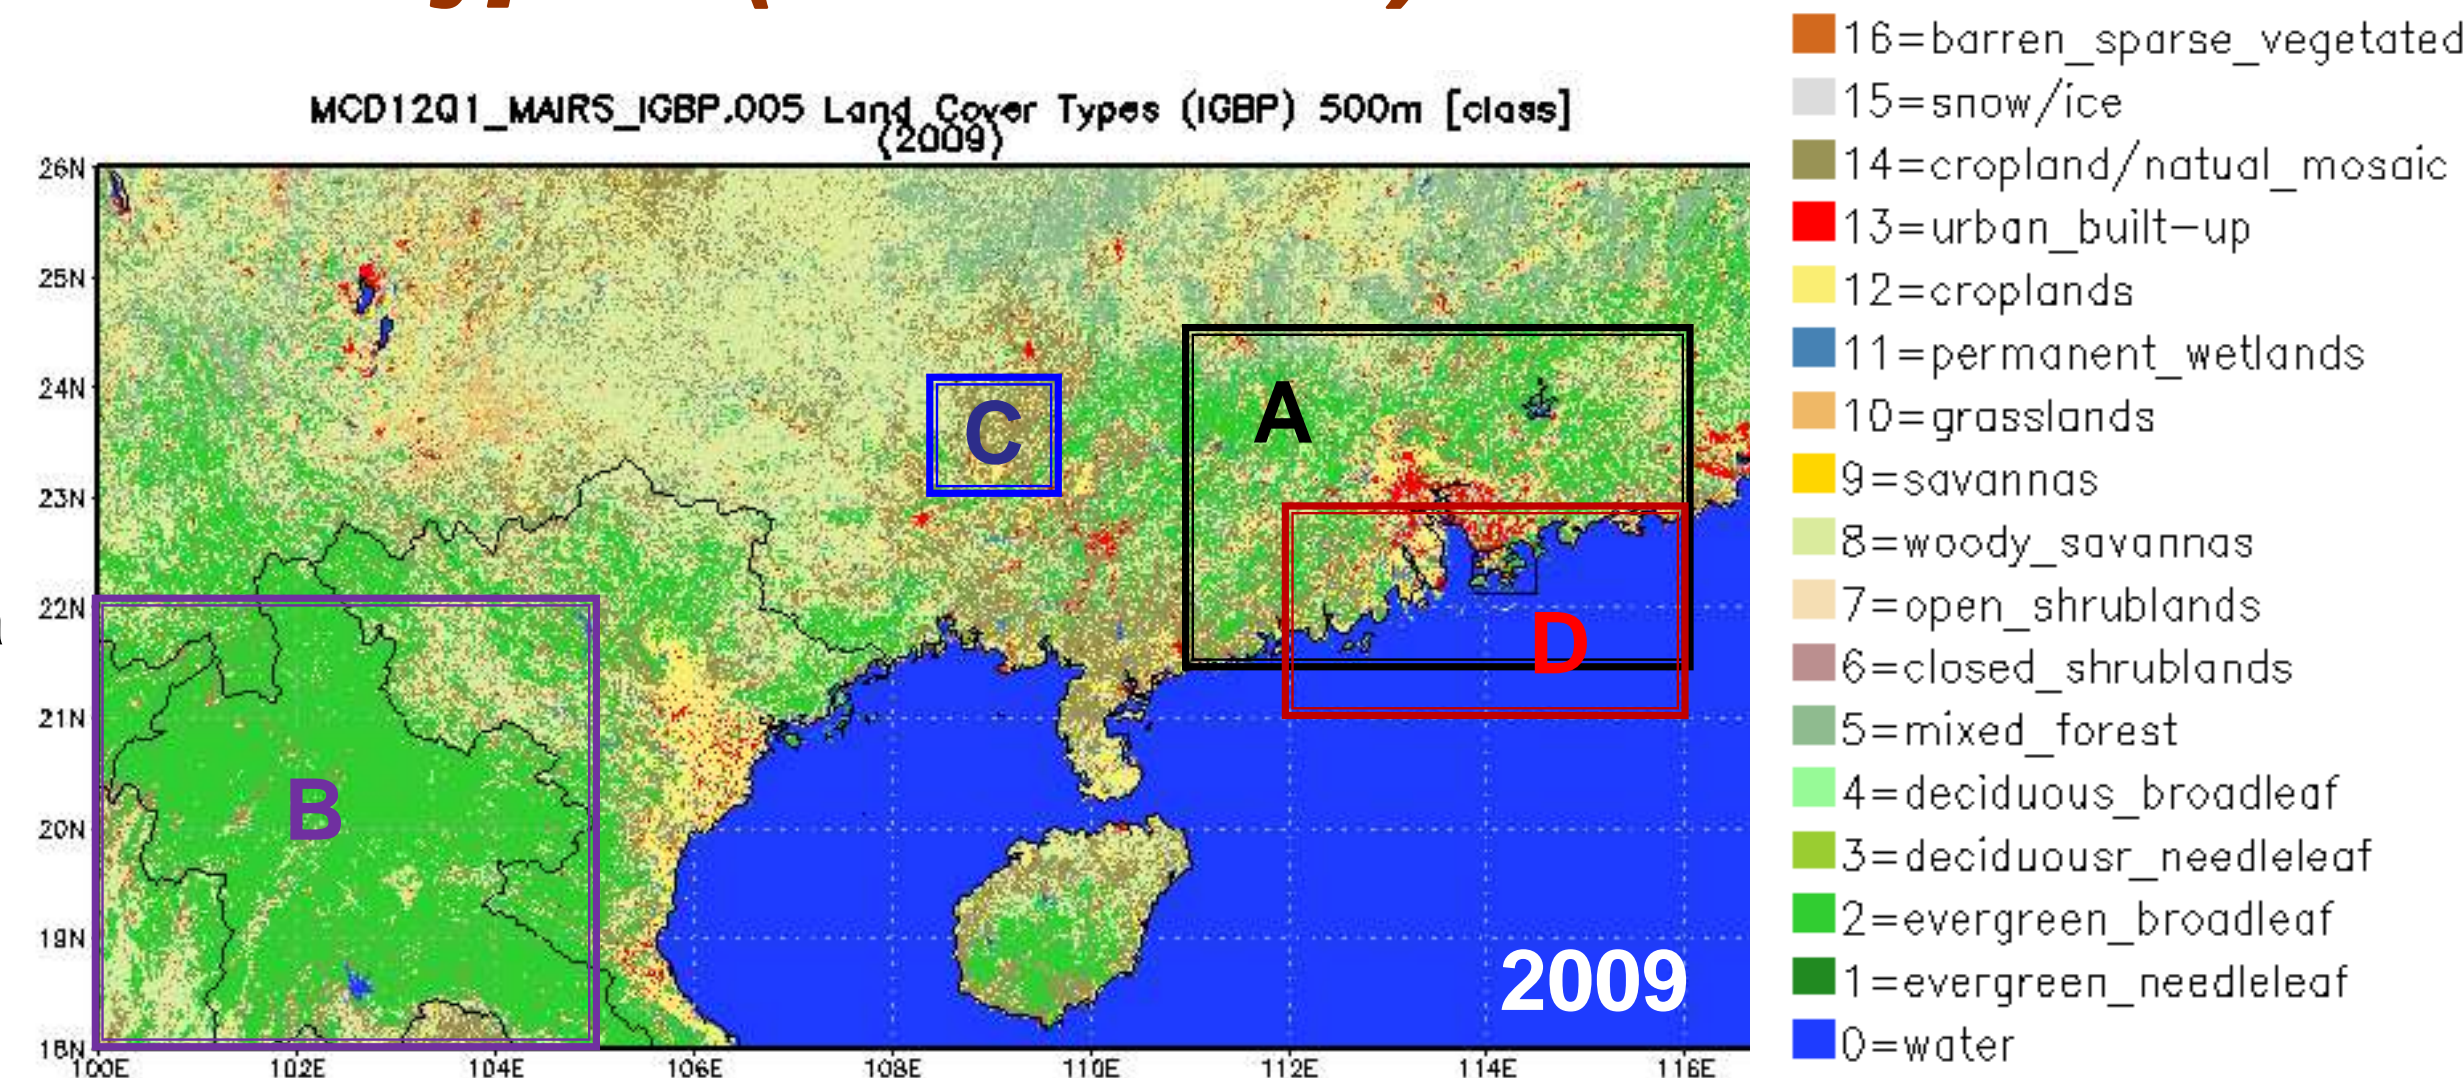 MCD12Q1_MAIRS_IGBP.005 Land Cover Types (IGBP) 500m [class]
(2009)
26N
25N
24N
23N
22N
21N
20N
19N
18N
100E
102E
104E
106E
108E
110E
112E
114E
116E
A
B
C
D
2009
16=barren_sparse_vegetated
15=snow/ice
14=cropland/natual_mosaic
13=urban_built-up
12=croplands
11=permanent_wetlands
10=grasslands
9=savannas
8=woody_savannas
7=open_shrublands
6=closed_shrublands
5=mixed_forest
4=deciduous_broadleaf
3=deciduousr_needleleaf
2=evergreen_broadleaf
1=evergreen_needleleaf
0=water